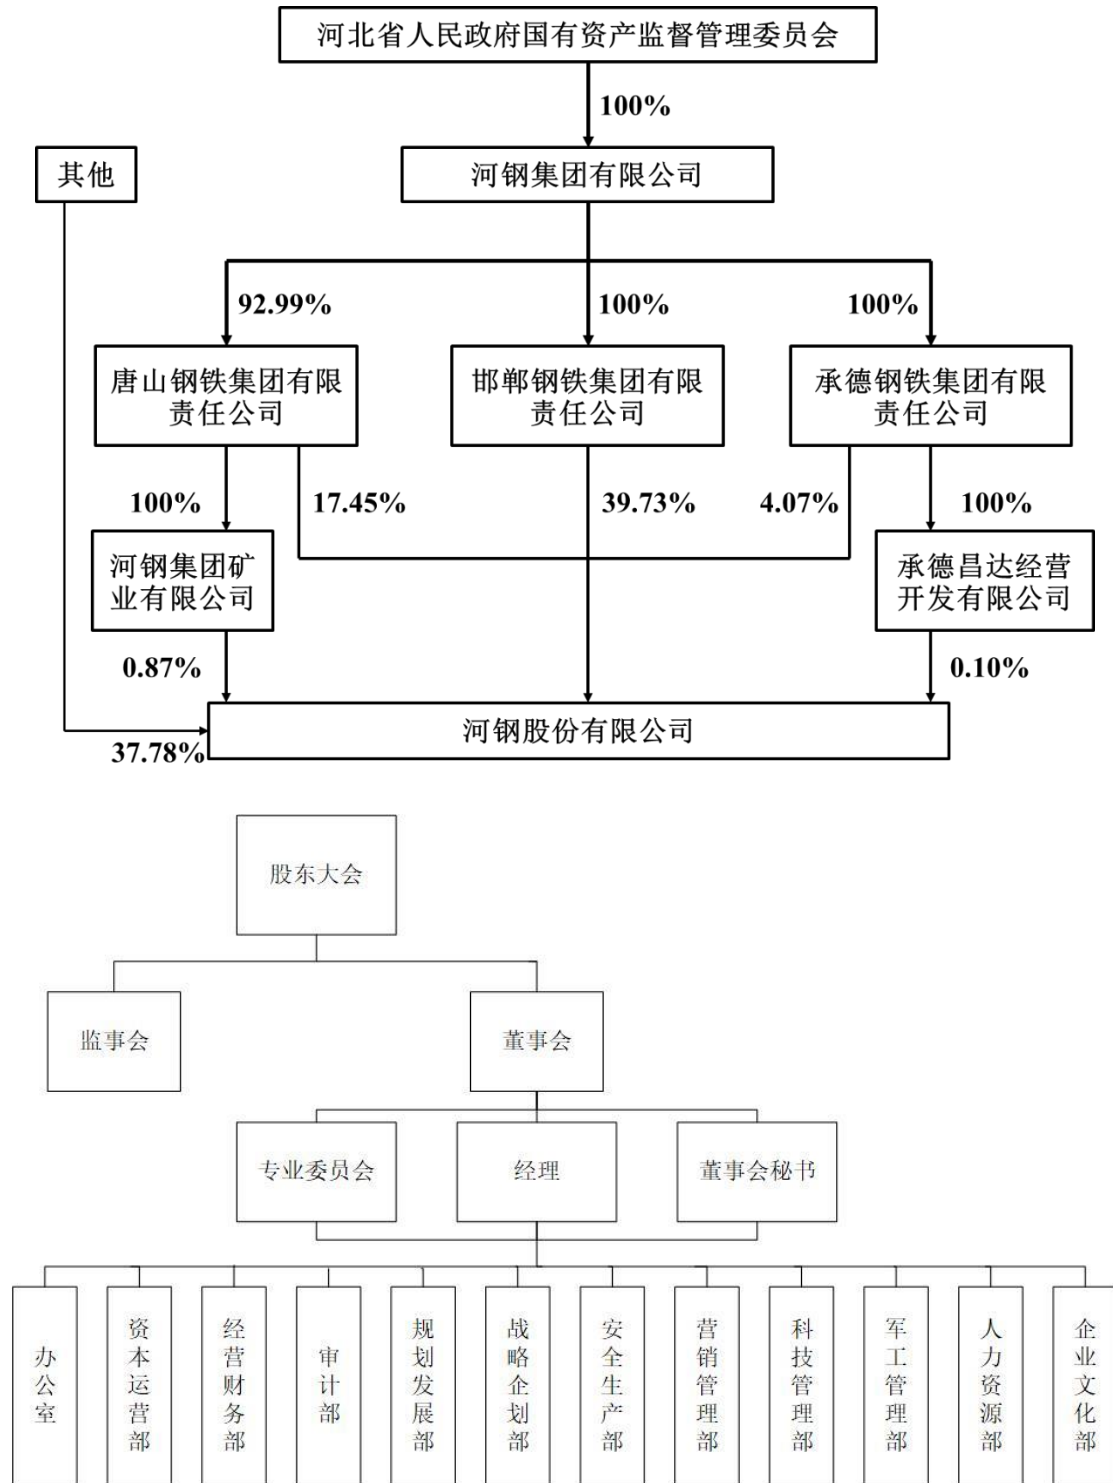 河北省人民政府国有资产监督管理委员会
100%
其他
河钢集团有限公司
92.99%
100%
100%
唐山钢铁集团有限
责任公司
邯郸钢铁集团有限
责任公司
承德钢铁集团有限
责任公司
100%
17.45%
39.73%
4.07%
100%
河钢集团矿
业有限公司
承德昌达经营
开发有限公司
0.87%
0.10%
河钢股份有限公司
37.78%
股东大会
监事会
董事会
专业委员会
经理
董事会秘书
办公室
资本运营部
经营财务部
审计部
规划发展部
战略企划部
安全生产部
营销管理部
科技管理部
军工管理部
人力资源部
企业文化部